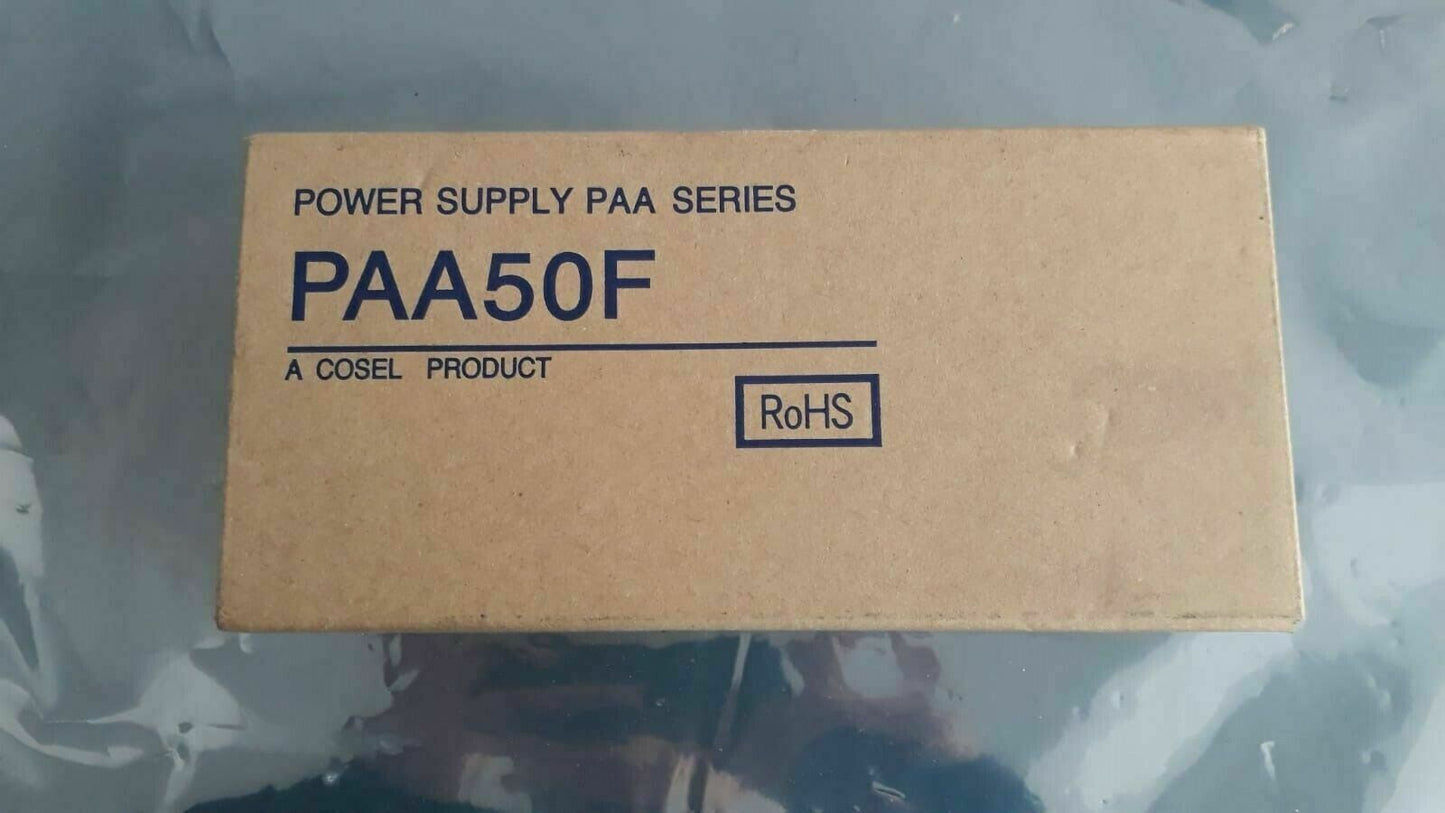 POWER SUPPLY PAA SERIES
PAA50F
A COSEL PRODUCT
RoHS